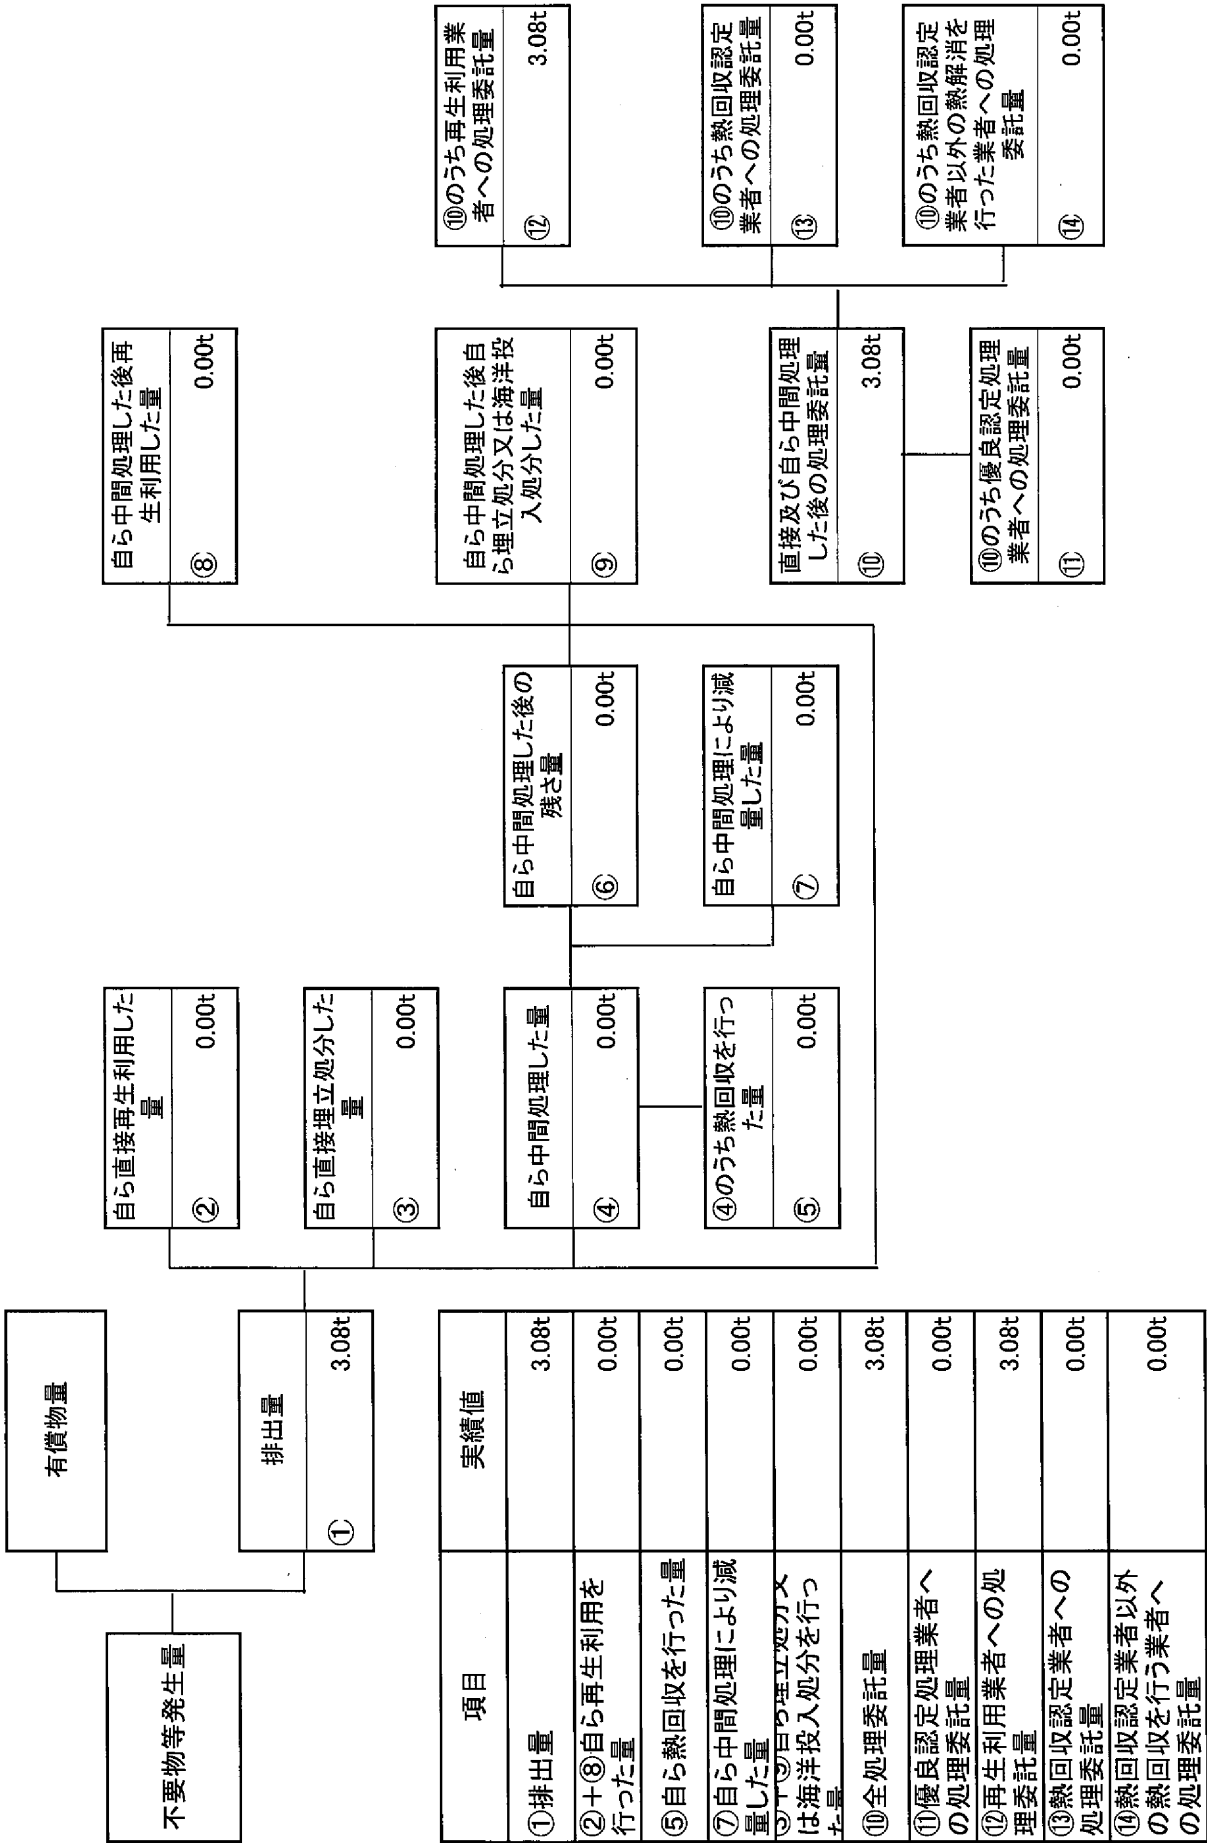 不要物等発生量
有償物量
排出量
① 3.08t
自ら直接再生利用した
量
② 0.00t
自ら直接埋立処分した
量
③ 0.00t
自ら中間処理した量
④ 0.00t
④のうち熱回収を行っ
た量
⑤ 0.00t
自ら中間処理した後の
残さ量
⑥ 0.00t
自ら中間処理により減
量した量
⑦ 0.00t
自ら中間処理した後再
生利用した量
⑧ 0.00t
自ら中間処理した後自
ら埋立処分又は海洋投
入処分した量
⑨ 0.00t
直接及び自ら中間処理
した後の処理委託量
⑩ 3.08t
⑩のうち優良認定処理
業者への処理委託量
⑪ 0.00t
⑩のうち再生利用業
者への処理委託量
⑫ 3.08t
⑩のうち熱回収認定
業者への処理委託量
⑬ 0.00t
⑩のうち熱回収認定
業者以外の熱解消を
行った業者への処理
委託量
⑭ 0.00t
項目 実績値
①排出量 3.08t
②+⑧自ら再生利用を
行った量 0.00t
⑤自ら熱回収を行った量 0.00t
⑦自ら中間処理により減
量した量 0.00t
③+⑨自ら埋立処分又
は海洋投入処分を行っ
た量 0.00t
⑩全処理委託量 3.08t
⑪優良認定処理業者へ
の処理委託量 0.00t
⑫再生利用業者への処
理委託量 3.08t
⑬熱回収認定業者への
処理委託量 0.00t
⑭熱回収認定業者以外
の熱回収を行う業者へ
の処理委託量 0.00t